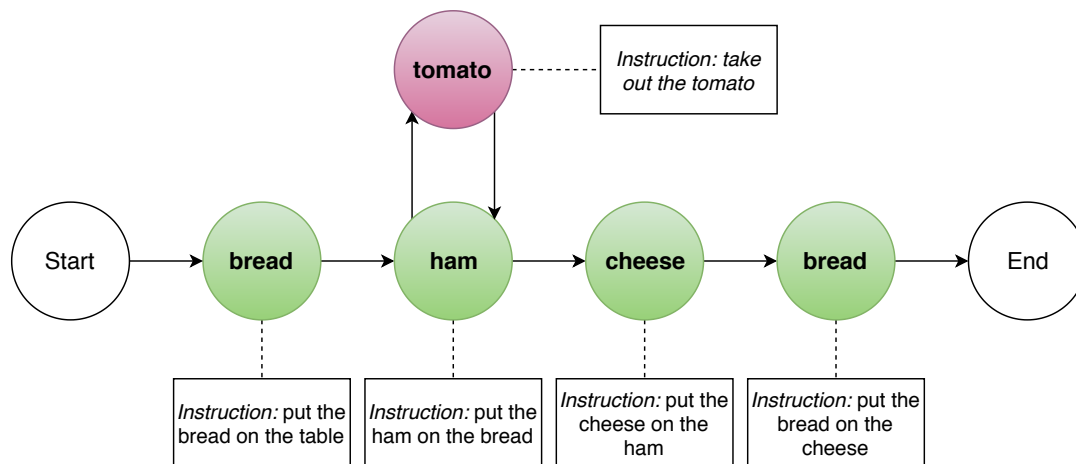 tomato
Instruction: take
out the tomato
Start
bread
ham
cheese
bread
End
Instruction: put the
bread on the table
Instruction: put the
ham on the bread
Instruction: put the
cheese on the
ham
Instruction: put the
bread on the
cheese